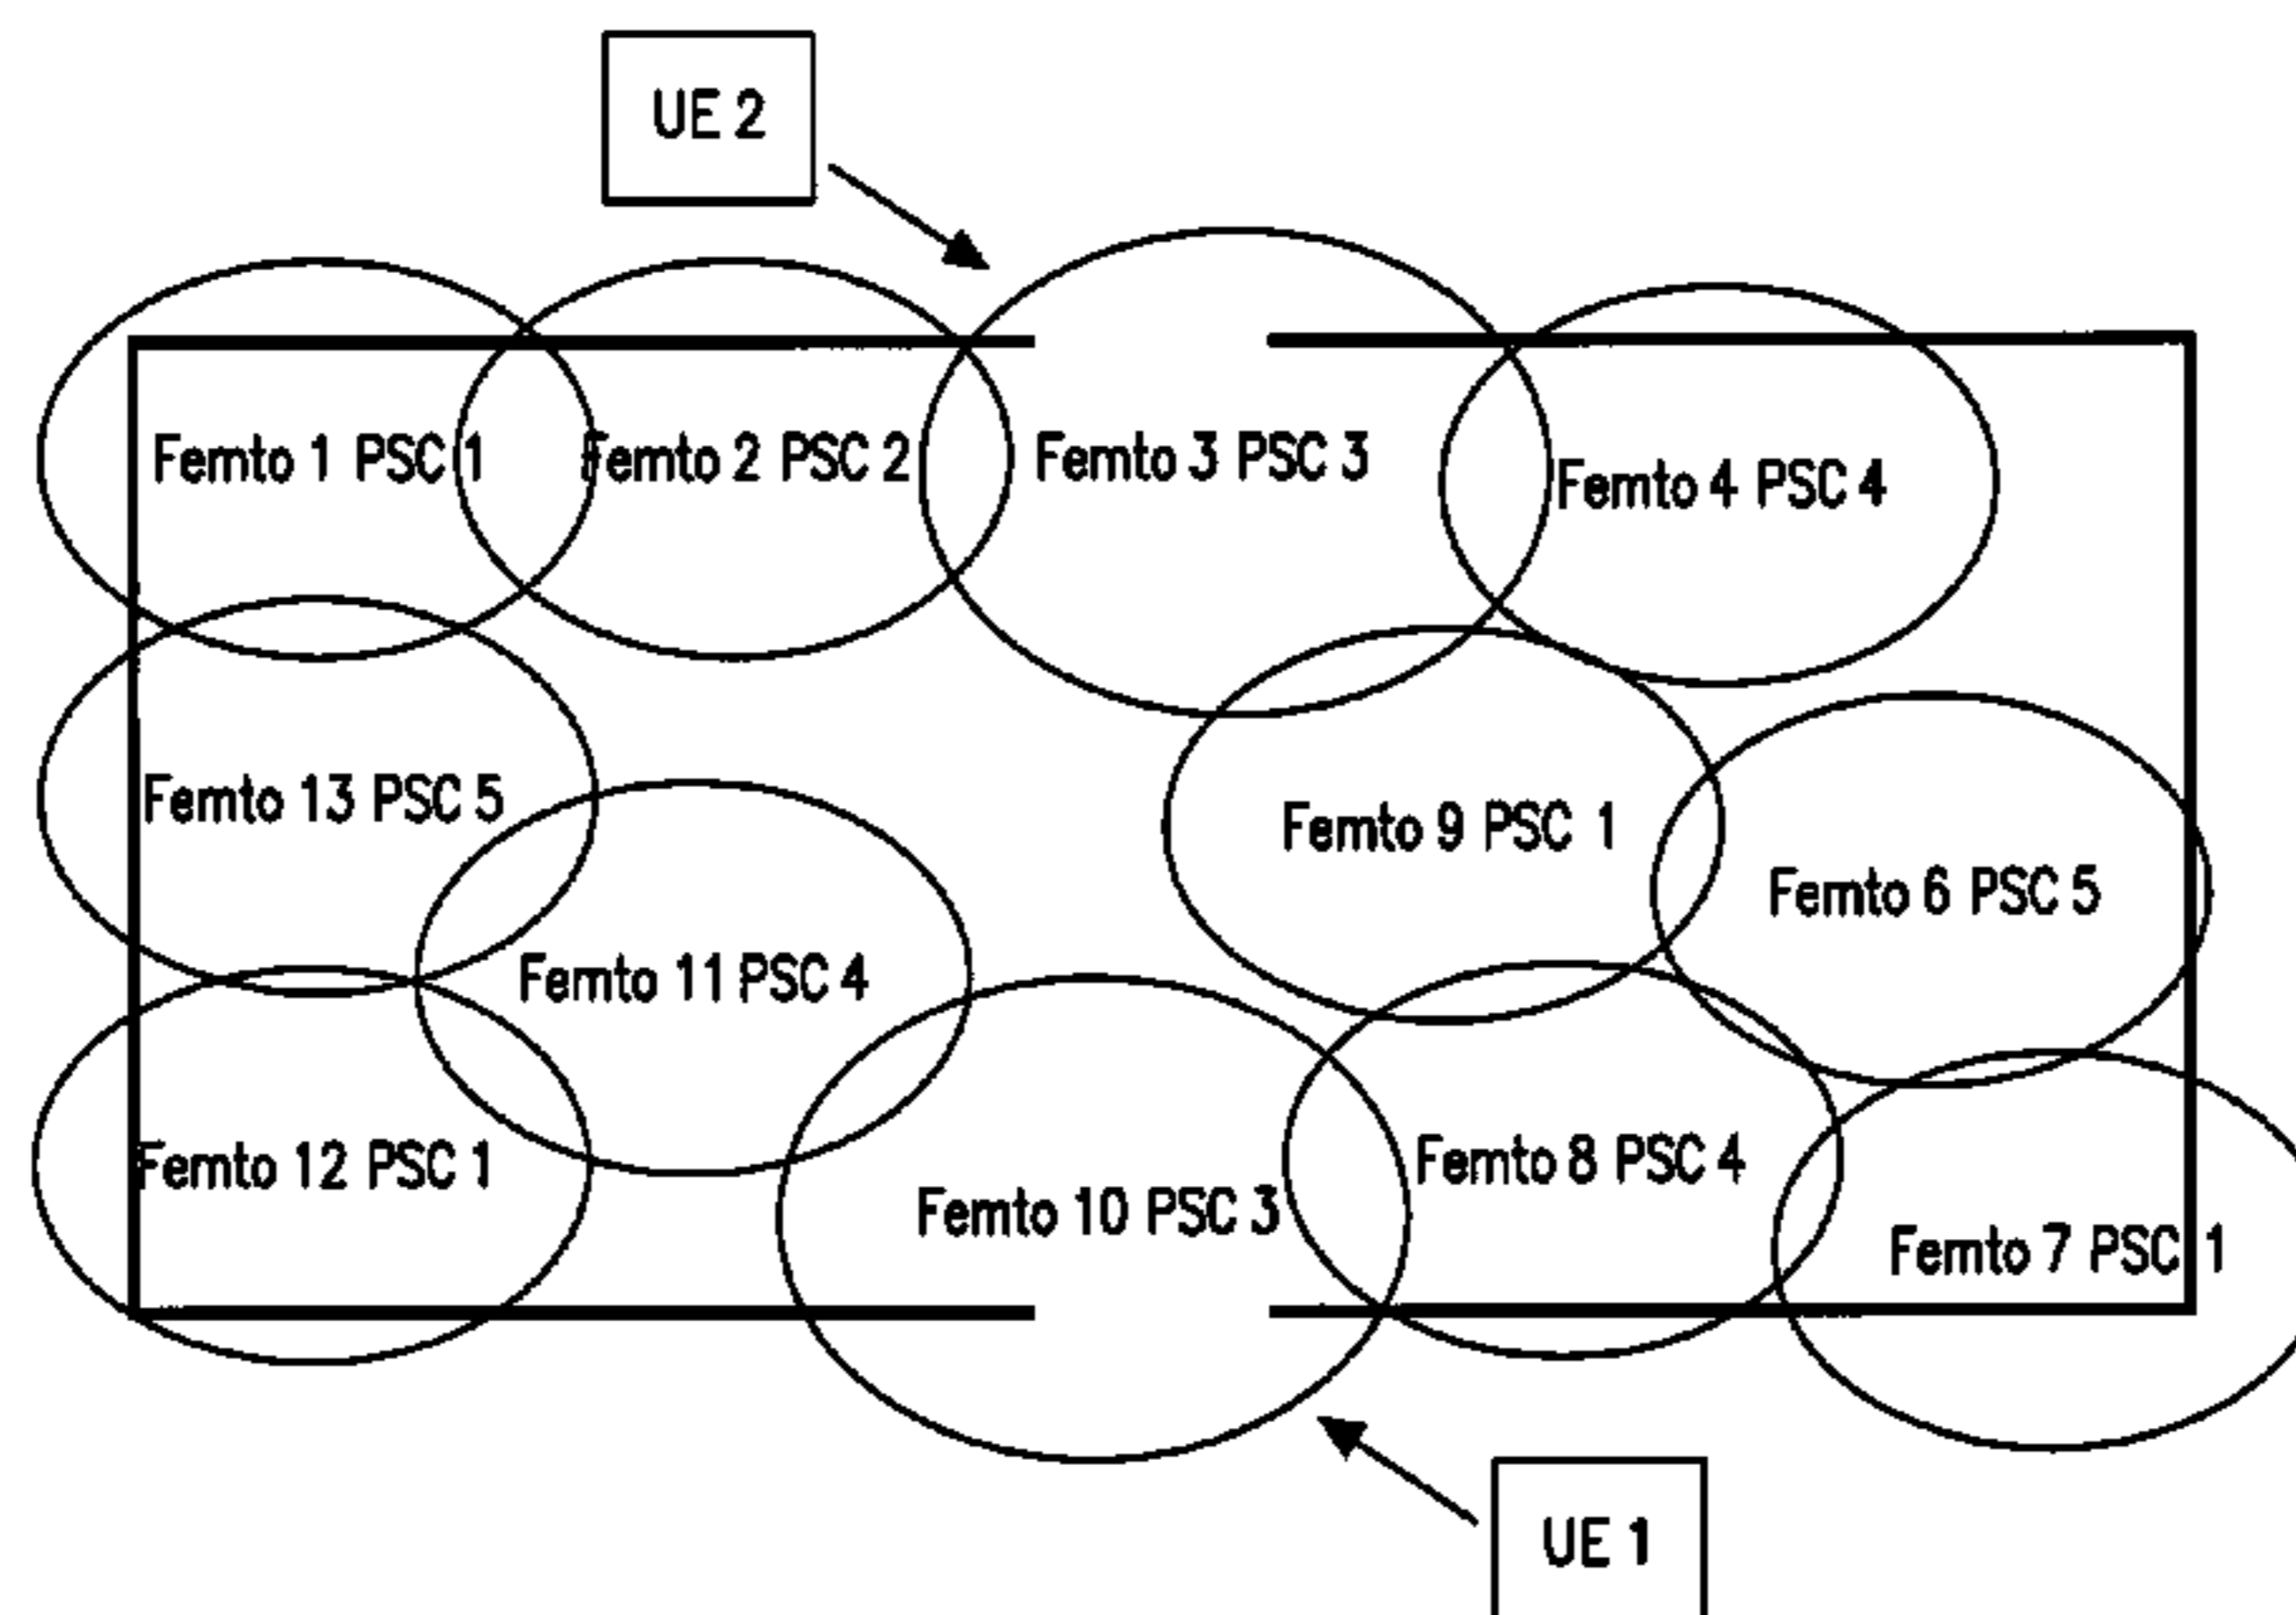 UE 2
Femto 1 PSC 1
Femto 2 PSC 2
Femto 3 PSC 3
Femto 4 PSC 4
Femto 13 PSC 5
Femto 9 PSC 1
Femto 6 PSC 5
Femto 11 PSC 4
Femto 12 PSC 1
Femto 10 PSC 3
Femto 8 PSC 4
Femto 7 PSC 1
UE 1